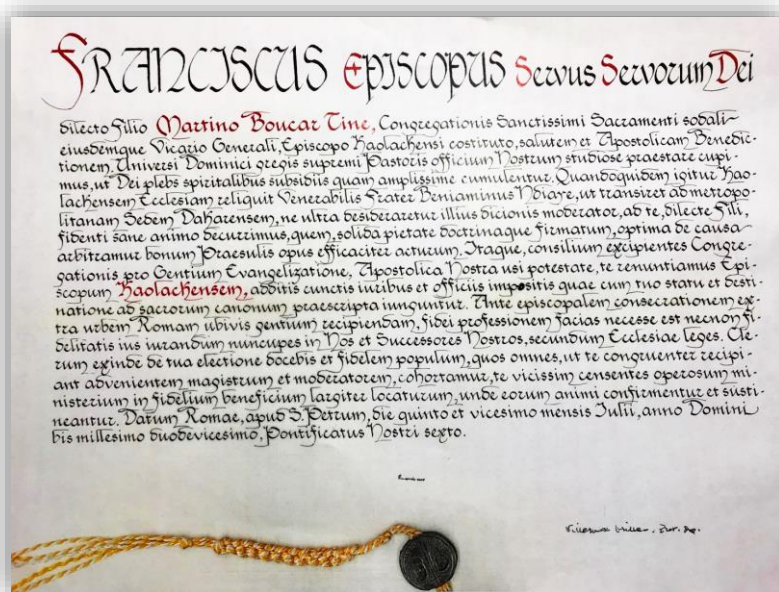 FRANCISCUS EPISCOPUS Servus Servorum Dei
dilecto Filio Martino Boucar Tine, Congregationis Sanctissimi Sacramenti sodali
eiusdemque Vicario Generali, Episcopo Kaolackensi costituto, salutem et Apostolicam Benedic-
tionem. Universi Dominici gregis supremi Pastoris officium Nostrum studiose praestare cupi-
mus, ut Dei plebs spiritalibus subsidiis quam amplissime cumulentur. Quandoquidem igitur Kao-
lackensem Ecclesiam reliquit Venerabilis Frater Beniaminus Ndiaye, ut transiret ad metropo-
litanam Sedem Dakarensem, ne ultra desideraretur illius dicionis moderator, ad te, dilecte Fili,
fidenti sane animo decurrimus, quem, solida pietate doctrinaque firmatum, optima de causa
arbitramur bonum Praesulis opus efficaciter acturum. Itaque, consilium excipientes Congre-
gationis pro Gentium Evangelizatione, Apostolica Nostra usi potestate, te renuntiamus Epi-
scopum Kaolackensem, additis cunctis iuribus et officiis impositis quae cum tuo statu et desti-
natione ad sacrorum canonum praescripta iunguntur. Ante episcopalem consecrationem ex-
tra urbem Romam ubivis gentium recipiendam, fidei professionem facias necesse est necnon fi-
delitatis ius iurandum nuncupes in Nos et Successores Nostros, secundum Ecclesiae leges. Cle-
rum exinde de tua electione docebis et fidelem populum, quos omnes, ut te congruenter recipi-
ant advenientem magistrum et moderatorem, cohortamur, te vicissim censentes operosum mi-
nisterium in fidelium beneficium largiter locaturum, unde eorum animi confirmentur et susti-
neantur. Datum Romae, apud S. Petrum, die quinto et vicesimo mensis Iulii, anno Domini
bis millesimo duodevicesimo, Pontificatus Nostri sexto.